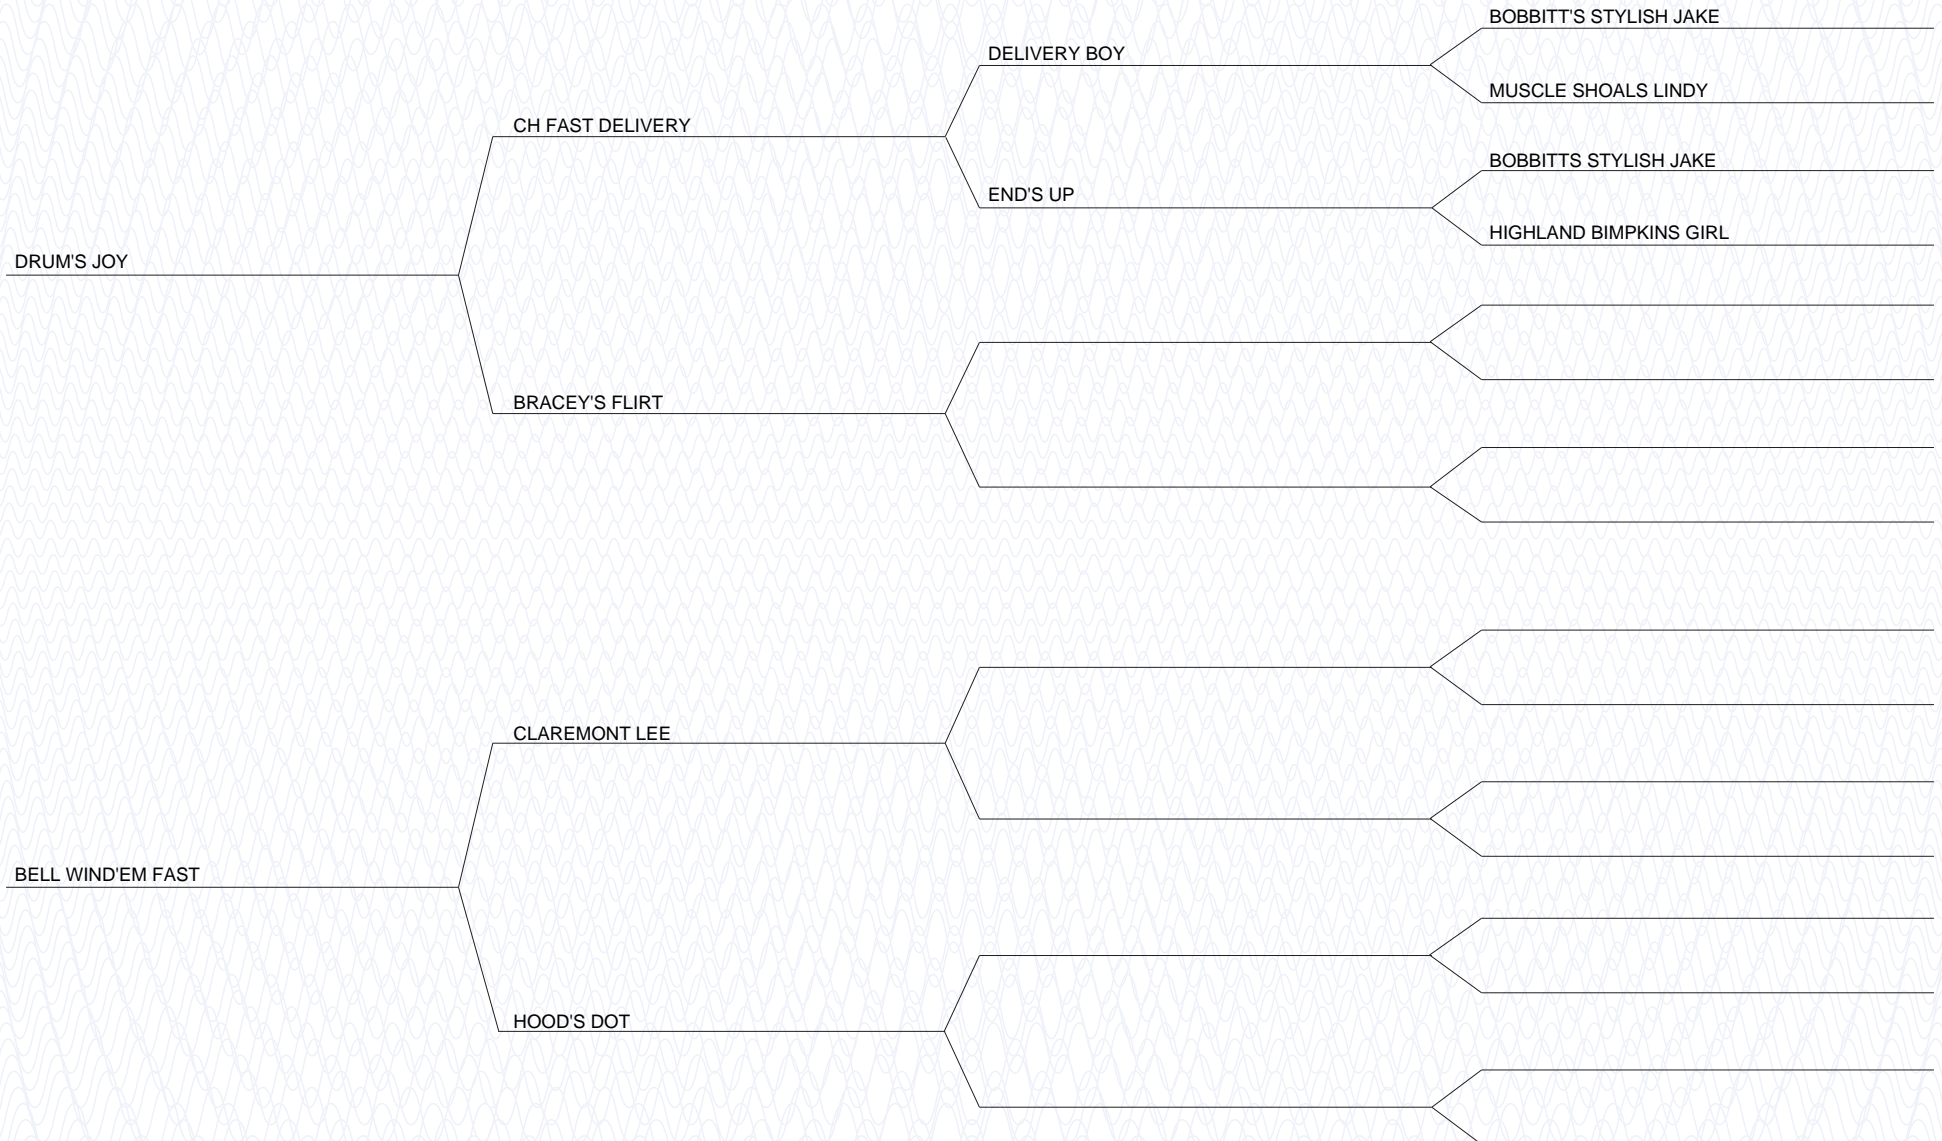 BOBBITT'S STYLISH JAKE
DELIVERY BOY
MUSCLE SHOALS LINDY
CH FAST DELIVERY
BOBBITTS STYLISH JAKE
END'S UP
HIGHLAND BIMPKINS GIRL
DRUM'S JOY
BRACEY'S FLIRT
CLAREMONT LEE
BELL WIND'EM FAST
HOOD'S DOT